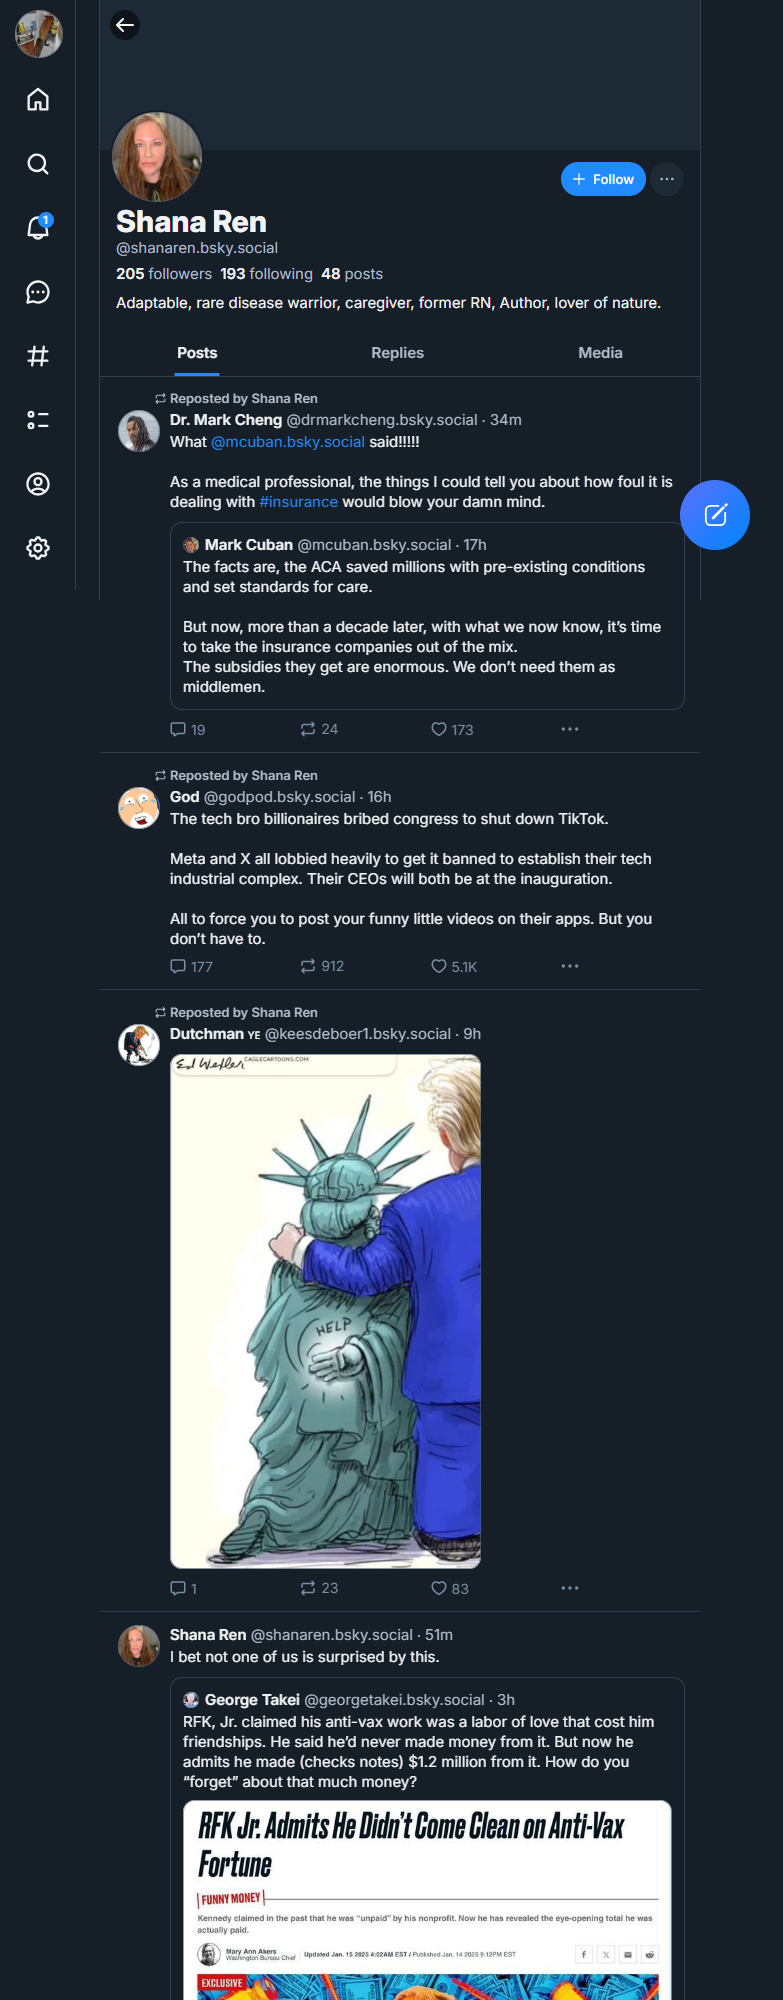 1
Follow
Shana Ren
@shanaren.bsky.social
205 followers 193 following 48 posts
Adaptable, rare disease warrior, caregiver, former RN, Author, lover of nature.
Posts Replies Media
Reposted by Shana Ren
Dr. Mark Cheng @drmarkcheng.bsky.social · 34m
What @mcuban.bsky.social said!!!!!
As a medical professional, the things I could tell you about how foul it is
dealing with #insurance would blow your damn mind.
Mark Cuban @mcuban.bsky.social · 17h
The facts are, the ACA saved millions with pre-existing conditions
and set standards for care.
But now, more than a decade later, with what we now know, it’s time
to take the insurance companies out of the mix.
The subsidies they get are enormous. We don’t need them as
middlemen.
19 24 173
Reposted by Shana Ren
God @godpod.bsky.social · 16h
The tech bro billionaires bribed congress to shut down TikTok.
Meta and X all lobbied heavily to get it banned to establish their tech
industrial complex. Their CEOs will both be at the inauguration.
All to force you to post your funny little videos on their apps. But you
don’t have to.
177 912 5.1K
Reposted by Shana Ren
Dutchman YE @keesdeboer1.bsky.social · 9h
Ed Wexler CAGLECARTOONS.COM
HELP
1 23 83
Shana Ren @shanaren.bsky.social · 51m
I bet not one of us is surprised by this.
George Takei @georgetakei.bsky.social · 3h
RFK, Jr. claimed his anti-vax work was a labor of love that cost him
friendships. He said he’d never made money from it. But now he
admits he made (checks notes) $1.2 million from it. How do you
“forget” about that much money?
RFK Jr. Admits He Didn’t Come Clean on Anti-Vax
Fortune
FUNNY MONEY
Kennedy claimed in the past that he was “unpaid” by his nonprofit. Now he has revealed the eye-opening total he was
actually paid.
Mary Ann Akers
Washington Bureau Chief
Updated Jan. 15 2025 4:02AM EST / Published Jan. 14 2025 9:12PM EST
EXCLUSIVE